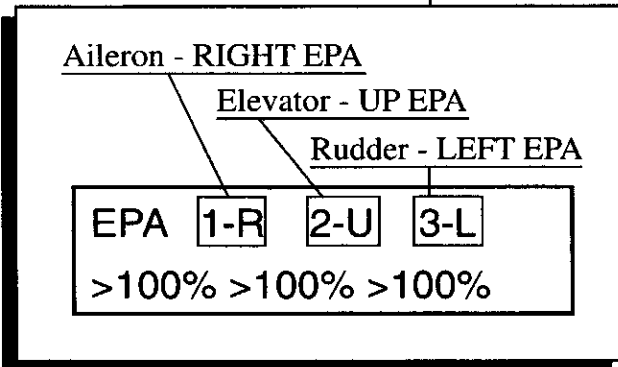 Aileron - RIGHT EPA
Elevator - UP EPA
Rudder - LEFT EPA
EPA 1-R 2-U 3-L
>100% >100% >100%